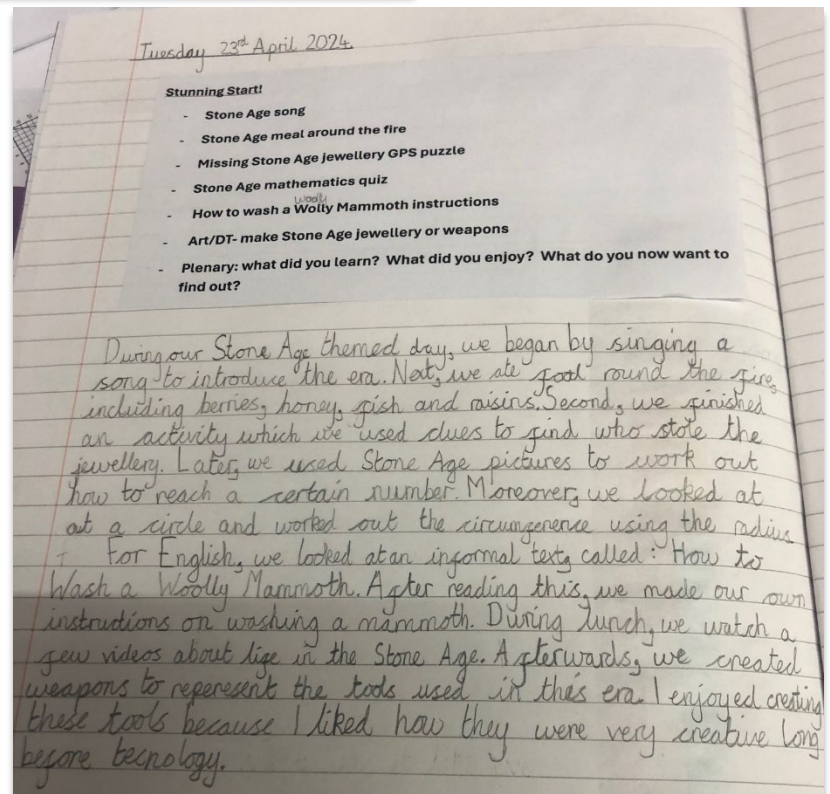 Tuesday 23rd April 2024.
Stunning Start!
- Stone Age song
- Stone Age meal around the fire
- Missing Stone Age jewellery GPS puzzle
- Stone Age mathematics quiz
woolly
- How to wash a Wolly Mammoth instructions
- Art/DT- make Stone Age jewellery or weapons
- Plenary: what did you learn? What did you enjoy? What do you now want to
find out?
During our Stone Age themed day, we began by singing a
song to introduce the era. Next, we ate food round the fire,
including berries, honey, fish and raisins. Second, we finished
an activity which we used clues to find who stole the
jewellery. Later, we used Stone Age pictures to work out
how to reach a certain number. Moreover, we looked at
at a circle and worked out the circumgerence using the radius
For English, we looked at an informal text, called: How to
Wash a Woolly Mammoth. After reading this, we made our own
instructions on washing a mammoth. During lunch, we watch a
few videos about life in the Stone Age. Afterwards, we created
weapons to reperesent the tools used in this era. I enjoyed creating
these tools because I liked how they were very creative long
before tecnology.